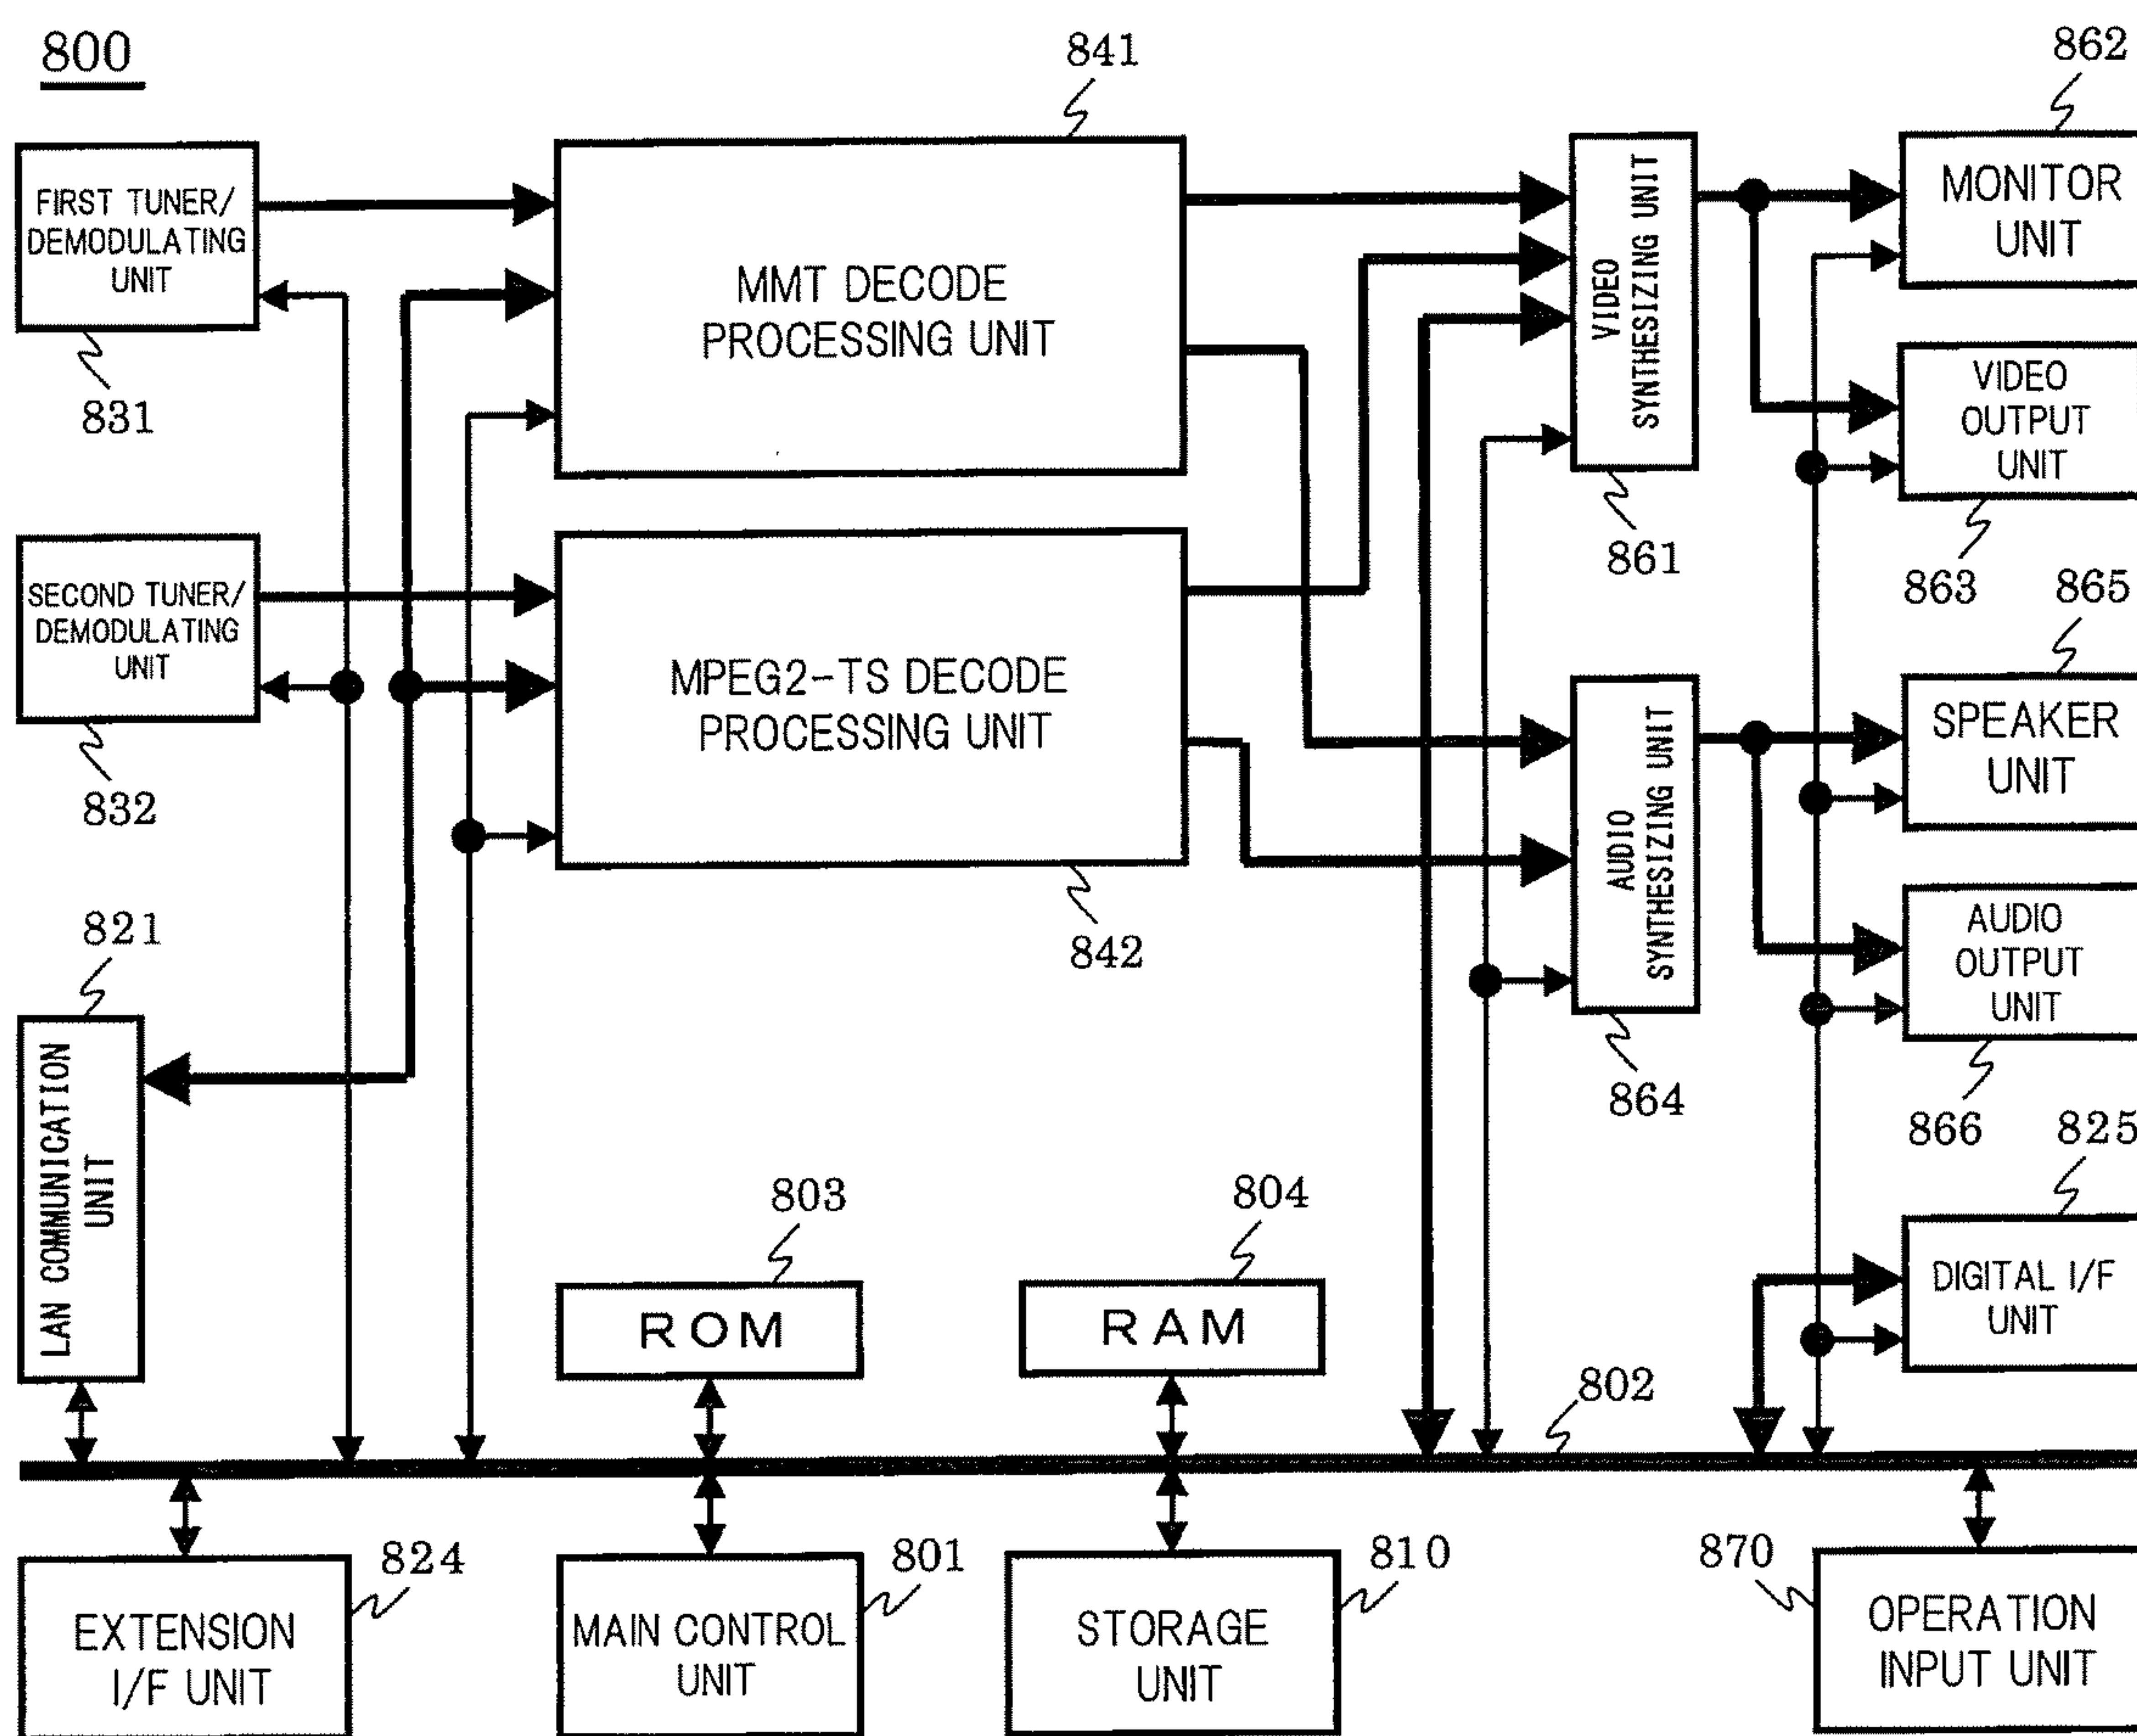 800
841
862
FIRST TUNER/
DEMODULATING
UNIT
831
MMT DECODE
PROCESSING UNIT
VIDEO
SYNTHESIZING UNIT
861
MONITOR
UNIT
VIDEO
OUTPUT
UNIT
863
865
SECOND TUNER/
DEMODULATING
UNIT
832
MPEG2-TS DECODE
PROCESSING UNIT
842
AUDIO
SYNTHESIZING UNIT
864
SPEAKER
UNIT
AUDIO
OUTPUT
UNIT
866
825
821
LAN COMMUNICATION
UNIT
803
ROM
804
RAM
DIGITAL I/F
UNIT
802
824
EXTENSION
I/F UNIT
801
MAIN CONTROL
UNIT
810
STORAGE
UNIT
870
OPERATION
INPUT UNIT